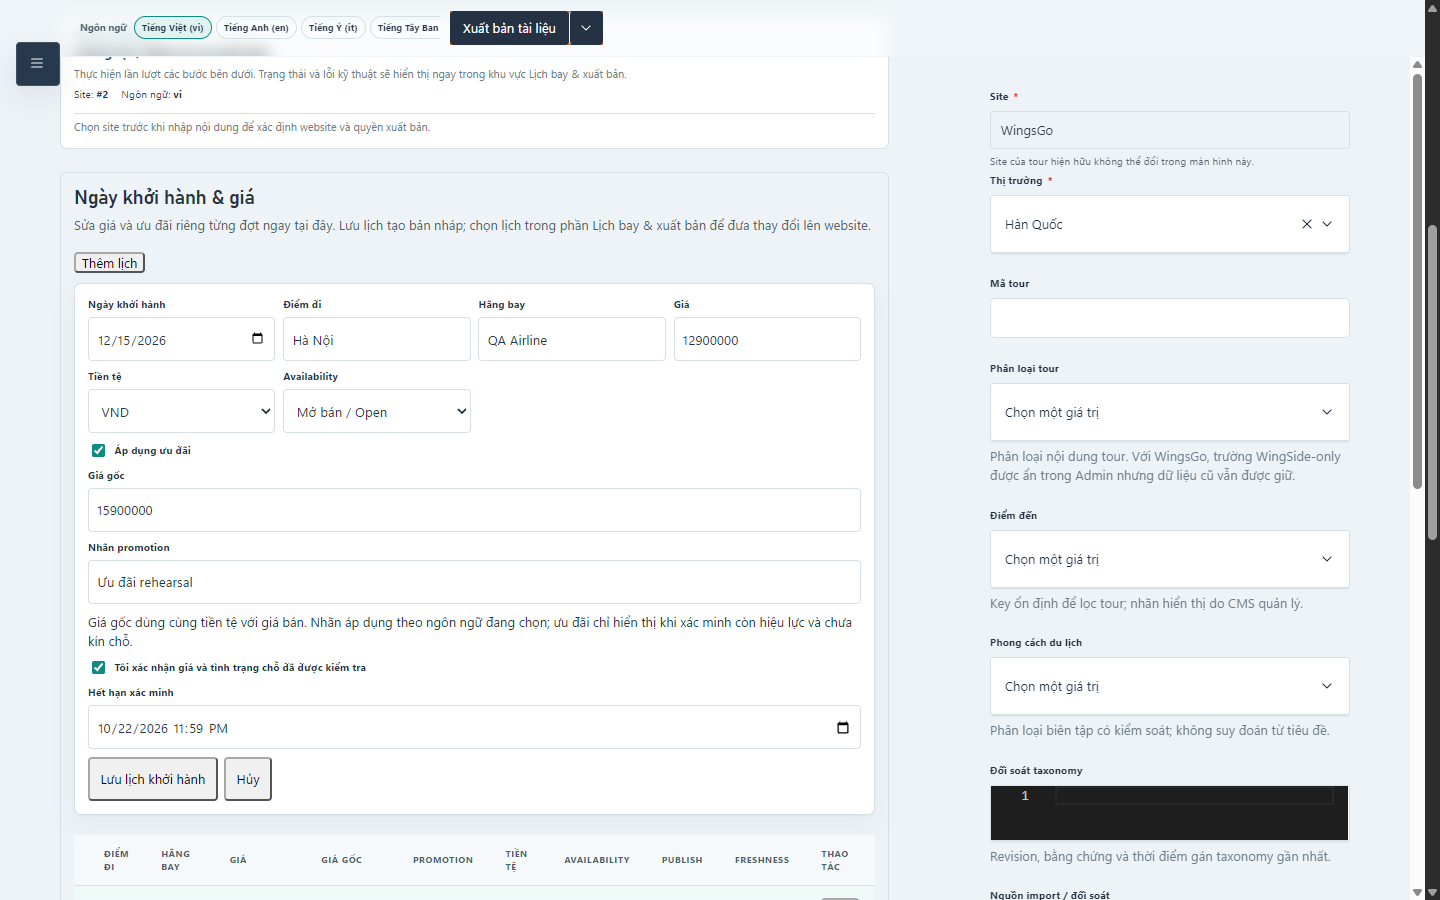 Ngôn ngữ
Tiếng Việt (vi)
Tiếng Anh (en)
Tiếng Ý (it)
Tiếng Tây Ban
Xuất bản tài liệu
Thực hiện lần lượt các bước bên dưới. Trạng thái và lỗi kỹ thuật sẽ hiển thị ngay trong khu vực Lịch bay & xuất bản.
Site: #2 Ngôn ngữ: vi
Chọn site trước khi nhập nội dung để xác định website và quyền xuất bản.
Ngày khởi hành & giá
Sửa giá và ưu đãi riêng từng đợt ngay tại đây. Lưu lịch tạo bản nháp; chọn lịch trong phần Lịch bay & xuất bản để đưa thay đổi lên website.
Thêm lịch
Ngày khởi hành
Điểm đi
Hãng bay
Giá
12/15/2026
Hà Nội
QA Airline
12900000
Tiền tệ
Availability
VND
Mở bán / Open
Áp dụng ưu đãi
Giá gốc
15900000
Nhãn promotion
Ưu đãi rehearsal
Giá gốc dùng cùng tiền tệ với giá bán. Nhãn áp dụng theo ngôn ngữ đang chọn; ưu đãi chỉ hiển thị khi xác minh còn hiệu lực và chưa
kín chỗ.
Tôi xác nhận giá và tình trạng chỗ đã được kiểm tra
Hết hạn xác minh
10/22/2026 11:59 PM
Lưu lịch khởi hành
Hủy
ĐIỂM
ĐI
HÃNG
BAY
GIÁ
GIÁ GỐC
PROMOTION
TIỀN
TỆ
AVAILABILITY
PUBLISH
FRESHNESS
THAO
TÁC
Site *
WingsGo
Site của tour hiện hữu không thể đổi trong màn hình này.
Thị trường *
Hàn Quốc
Mã tour
Phân loại tour
Chọn một giá trị
Phân loại nội dung tour. Với WingsGo, trường WingSide-only
được ẩn trong Admin nhưng dữ liệu cũ vẫn được giữ.
Điểm đến
Chọn một giá trị
Key ổn định để lọc tour; nhãn hiển thị do CMS quản lý.
Phong cách du lịch
Chọn một giá trị
Phân loại biên tập có kiểm soát; không suy đoán từ tiêu đề.
Đối soát taxonomy
1
Revision, bằng chứng và thời điểm gán taxonomy gần nhất.
Nguồn import / đối soát